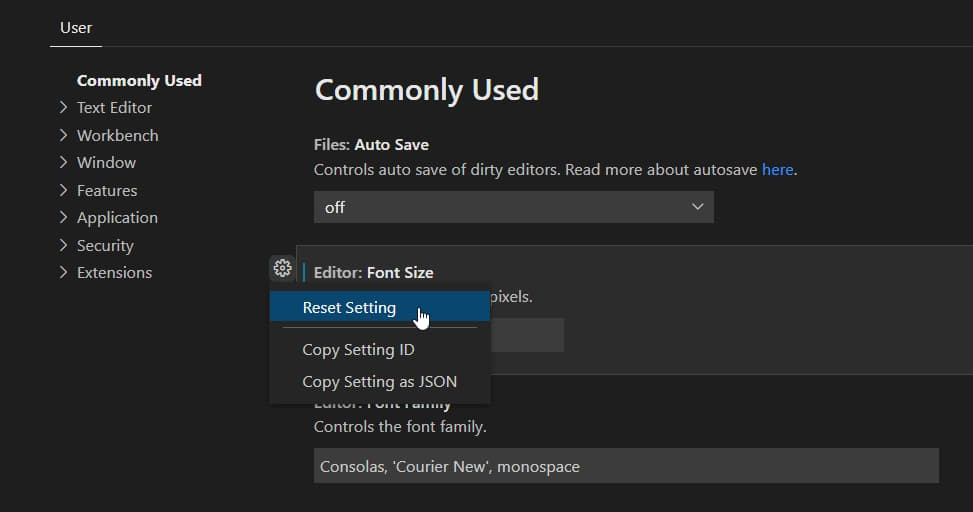 User
Commonly Used
Text Editor
Workbench
Window
Features
Application
Security
Extensions
Commonly Used
Files: Auto Save
Controls auto save of dirty editors. Read more about autosave here.
off
Editor: Font Size
pixels.
Reset Setting
Copy Setting ID
Copy Setting as JSON
Editor: Font Family
Controls the font family.
Consolas, 'Courier New', monospace